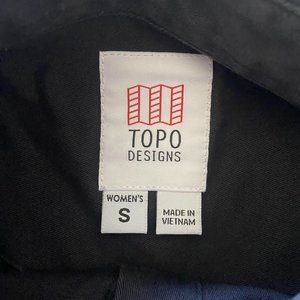 TOPO
DESIGNS
WOMEN'S
S
MADE IN
VIETNAM